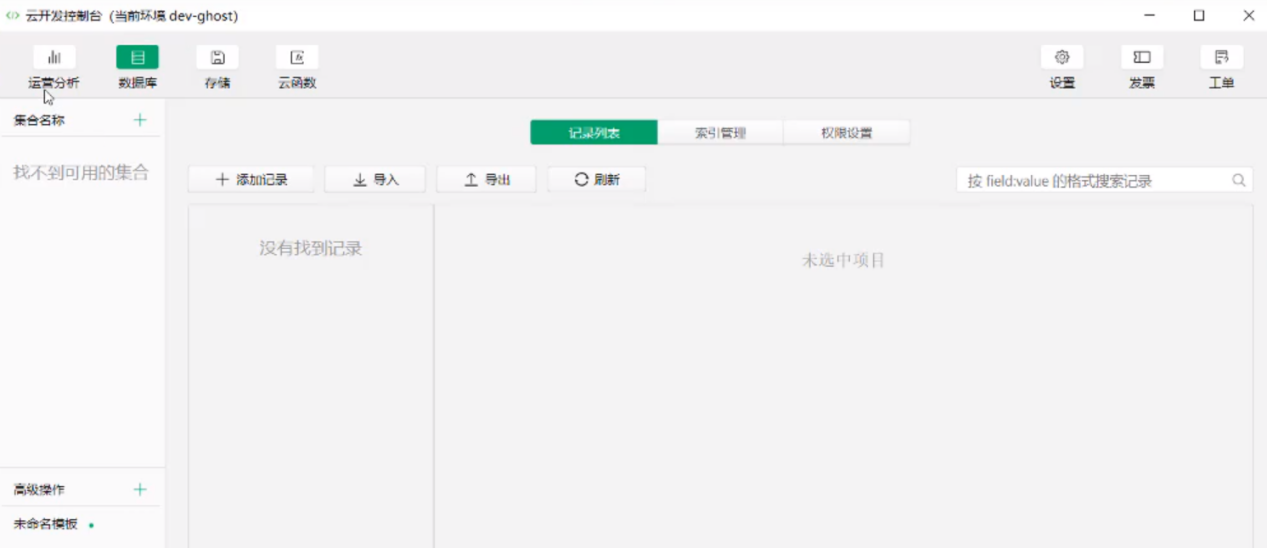 云开发控制台 (当前环境 dev-ghost)
运营分析 数据库 存储 云函数 设置 发票 工单
集合名称
记录列表 索引管理 权限设置
找不到可用的集合
添加记录 导入 导出 刷新 按 field:value 的格式搜索记录
没有找到记录
未选中项目
高级操作
未命名模板